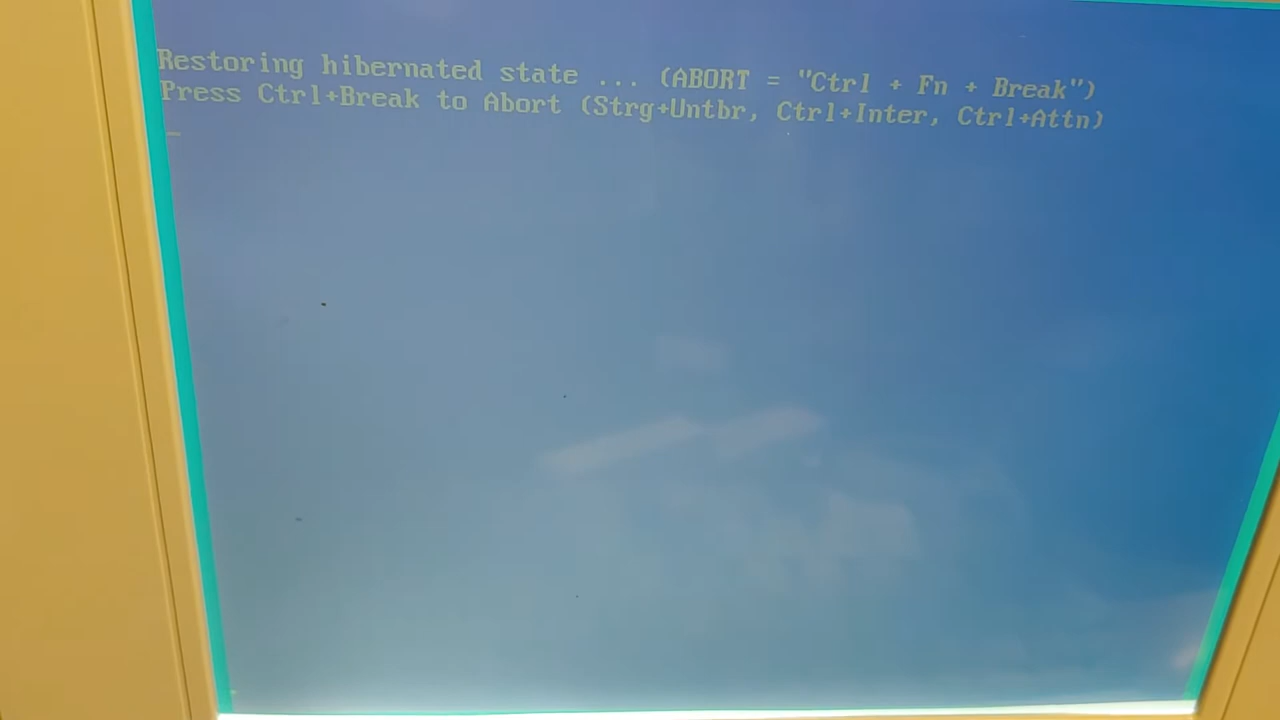 Restoring hibernated state ... (ABORT = "Ctrl + Fn + Break")
Press Ctrl+Break to Abort (Strg+Untbr, Ctrl+Inter, Ctrl+Attn)
_